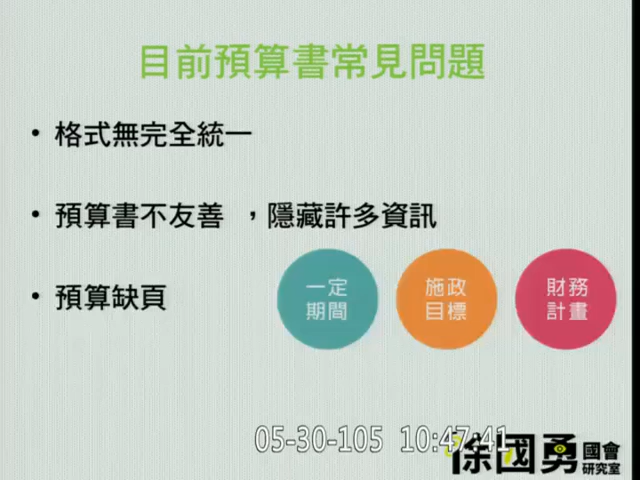 目前預算書常見問題
• 格式無完全統一
• 預算書不友善 ，隱藏許多資訊
• 預算缺頁
一定
期間
施政
目標
財務
計畫
05-30-105 10:47:41
徐國勇
國會
研究室